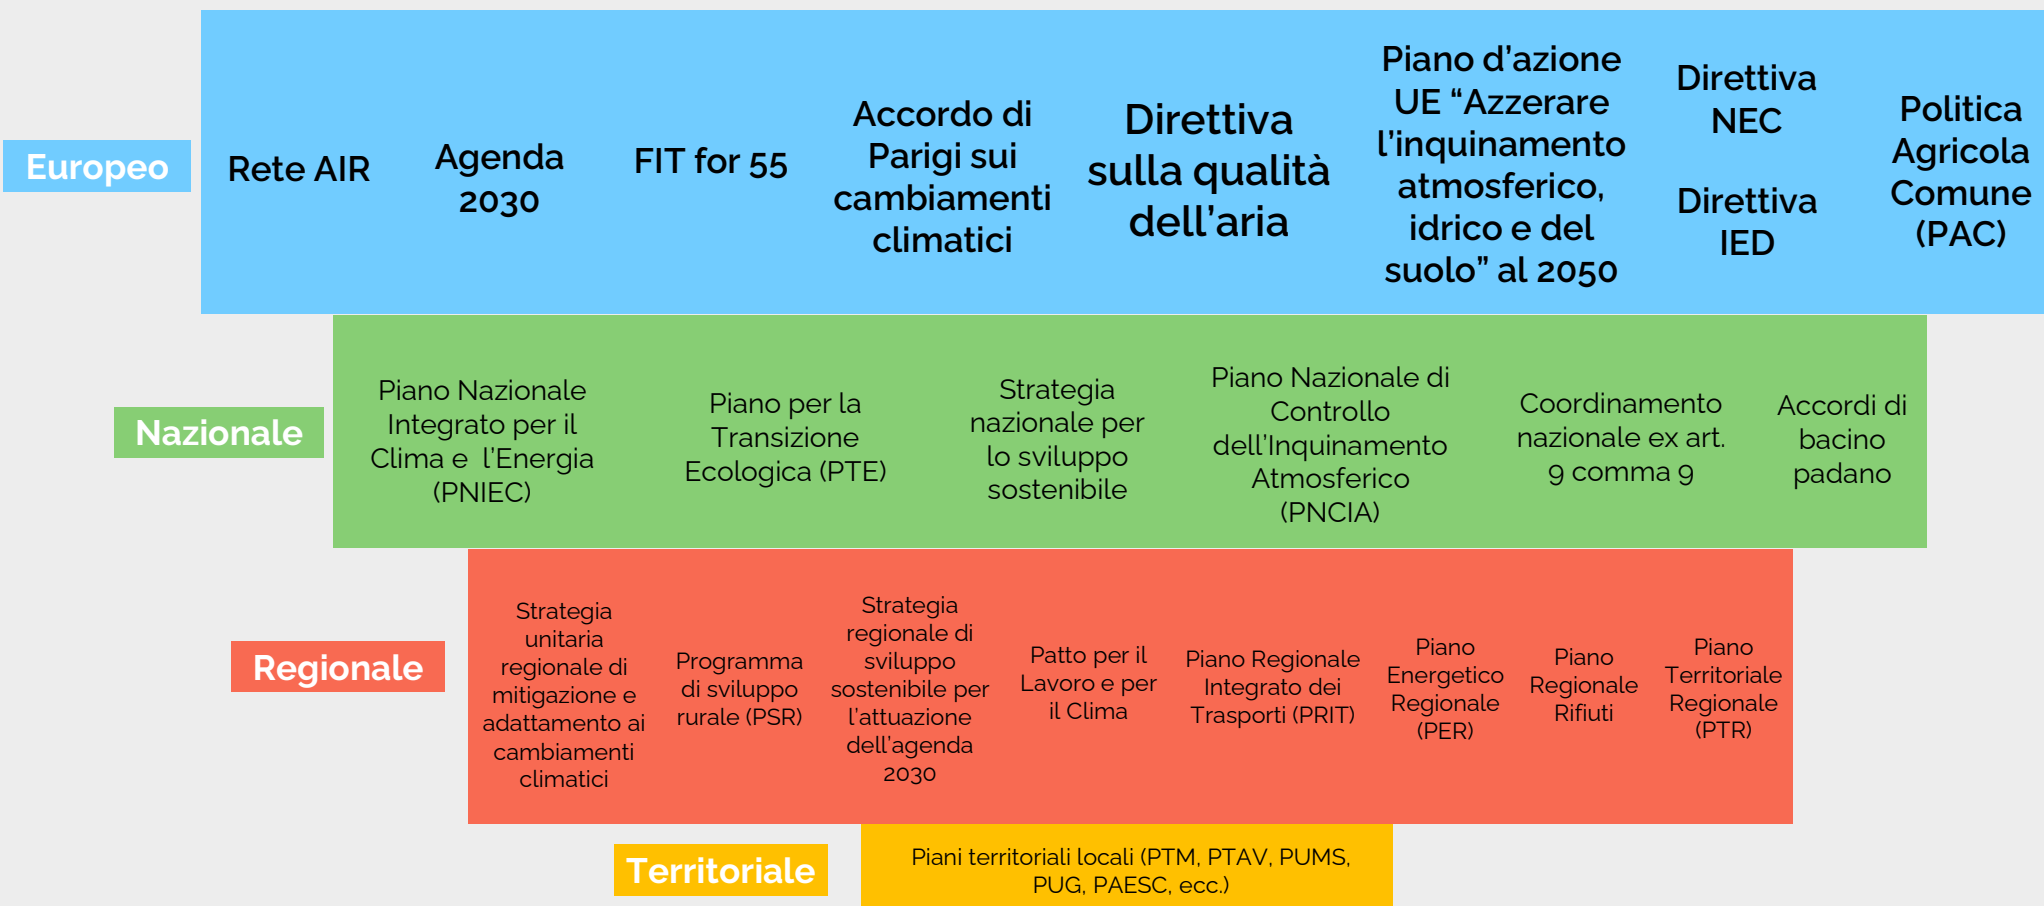 Europeo
Rete AIR
Agenda
2030
FIT for 55
Accordo di
Parigi sui
cambiamenti
climatici
Direttiva
sulla qualità
dell'aria
Piano d'azione
UE “Azzerare
l'inquinamento
atmosferico,
idrico e del
suolo” al 2050
Direttiva
NEC
Direttiva
IED
Politica
Agricola
Comune
(PAC)
Nazionale
Piano Nazionale
Integrato per il
Clima e l'Energia
(PNIEC)
Piano per la
Transizione
Ecologica (PTE)
Strategia
nazionale per
lo sviluppo
sostenibile
Piano Nazionale di
Controllo
dell'Inquinamento
Atmosferico
(PNCIA)
Coordinamento
nazionale ex art.
9 comma 9
Accordi di
bacino
padano
Regionale
Strategia
unitaria
regionale di
mitigazione e
adattamento ai
cambiamenti
climatici
Programma
di sviluppo
rurale (PSR)
Strategia
regionale di
sviluppo
sostenibile per
l'attuazione
dell'agenda
2030
Patto per il
Lavoro e per
il Clima
Piano Regionale
Integrato dei
Trasporti (PRIT)
Piano
Energetico
Regionale
(PER)
Piano
Regionale
Rifiuti
Piano
Territoriale
Regionale
(PTR)
Territoriale
Piani territoriali locali (PTM, PTAV, PUMS,
PUG, PAESC, ecc.)